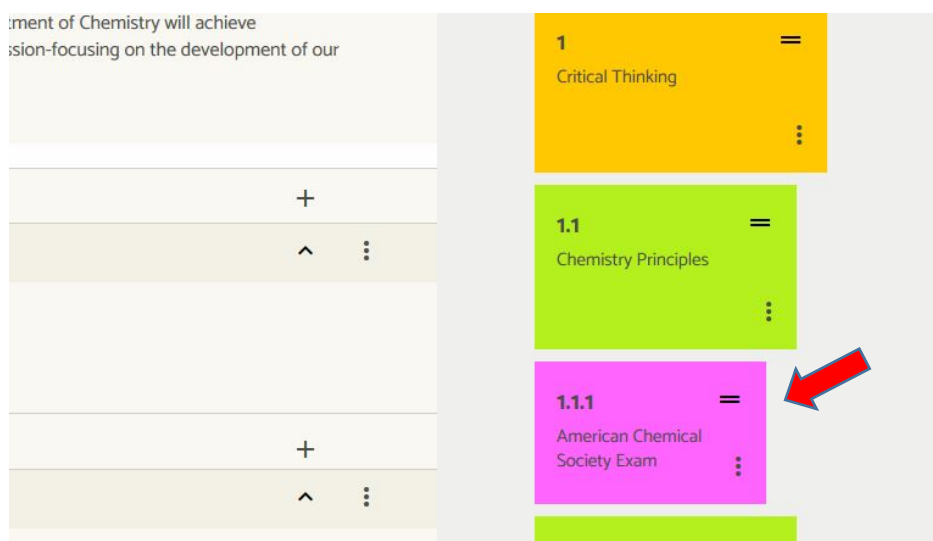 ment of Chemistry will achieve
ssion-focusing on the development of our
1
Critical Thinking
1.1
Chemistry Principles
1.1.1
American Chemical
Society Exam